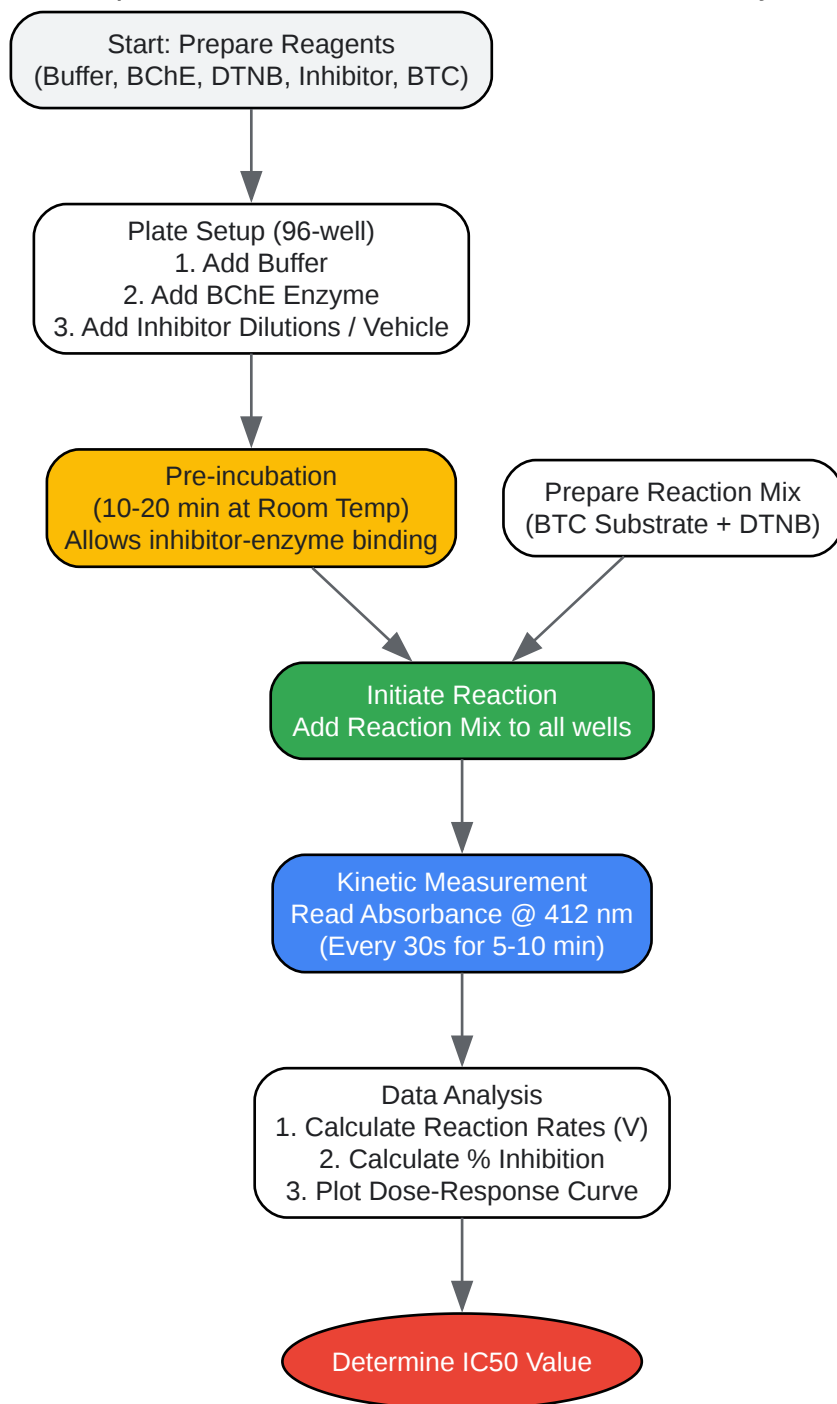 Start: Prepare Reagents
(Buffer, BChE, DTNB, Inhibitor, BTC)
Plate Setup (96-well)
1. Add Buffer
2. Add BChE Enzyme
3. Add Inhibitor Dilutions / Vehicle
Pre-incubation
(10-20 min at Room Temp)
Allows inhibitor-enzyme binding
Prepare Reaction Mix
(BTC Substrate + DTNB)
Initiate Reaction
Add Reaction Mix to all wells
Kinetic Measurement
Read Absorbance @ 412 nm
(Every 30s for 5-10 min)
Data Analysis
1. Calculate Reaction Rates (V)
2. Calculate % Inhibition
3. Plot Dose-Response Curve
Determine IC50 Value